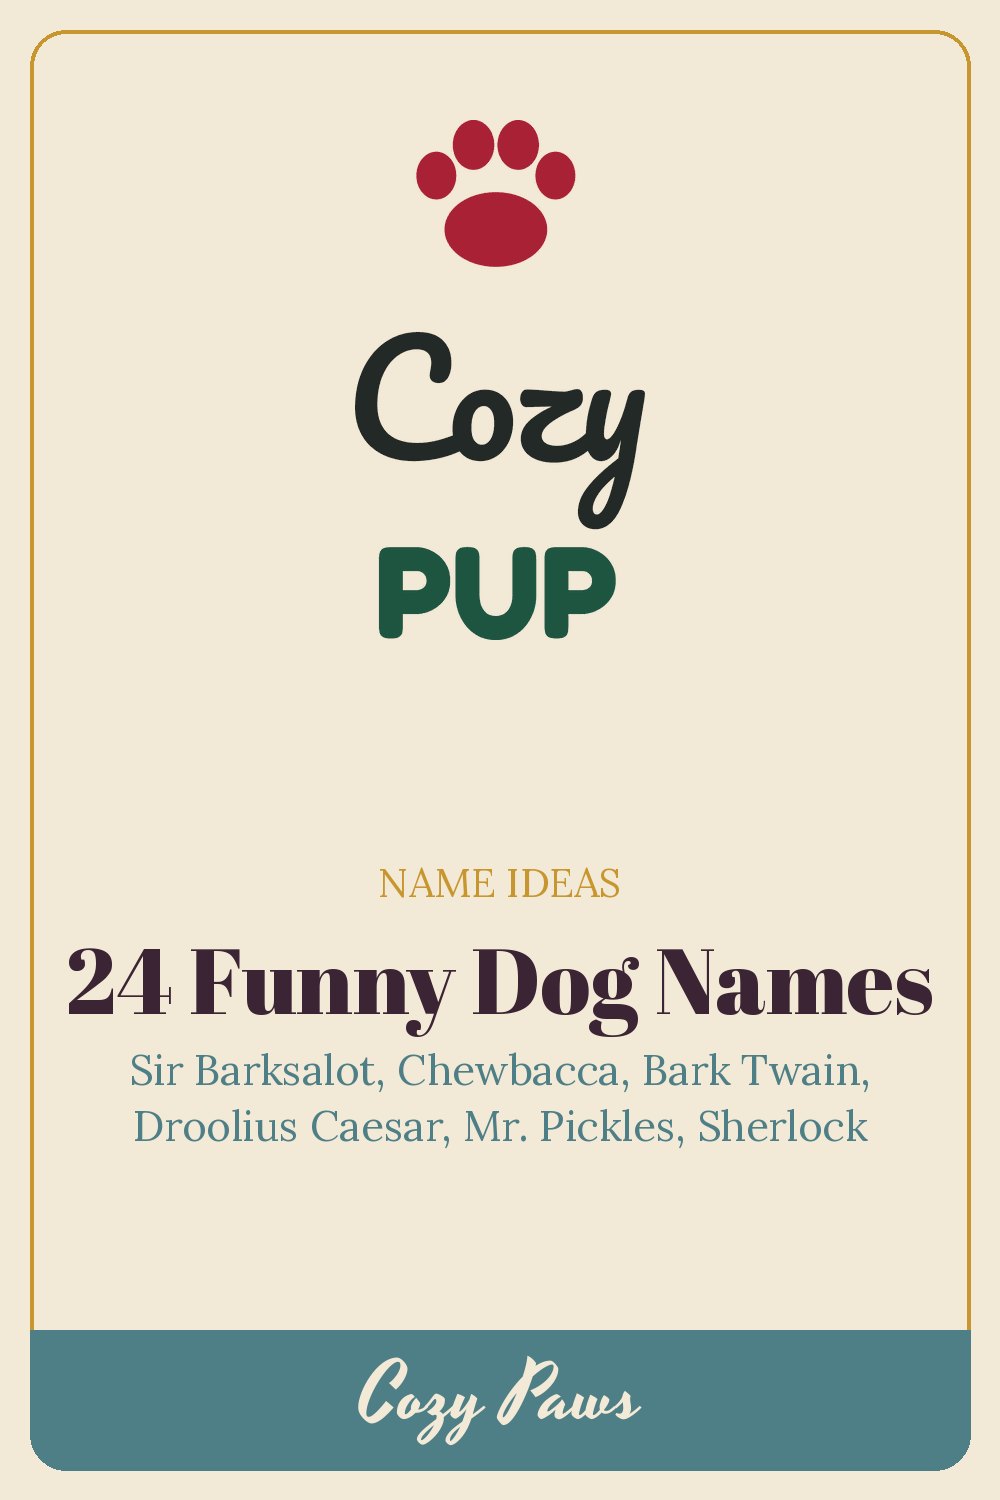 Cozy
PUP
NAME IDEAS
24 Funny Dog Names
Sir Barksalot, Chewbacca, Bark Twain,
Droolius Caesar, Mr. Pickles, Sherlock
Cozy Paws